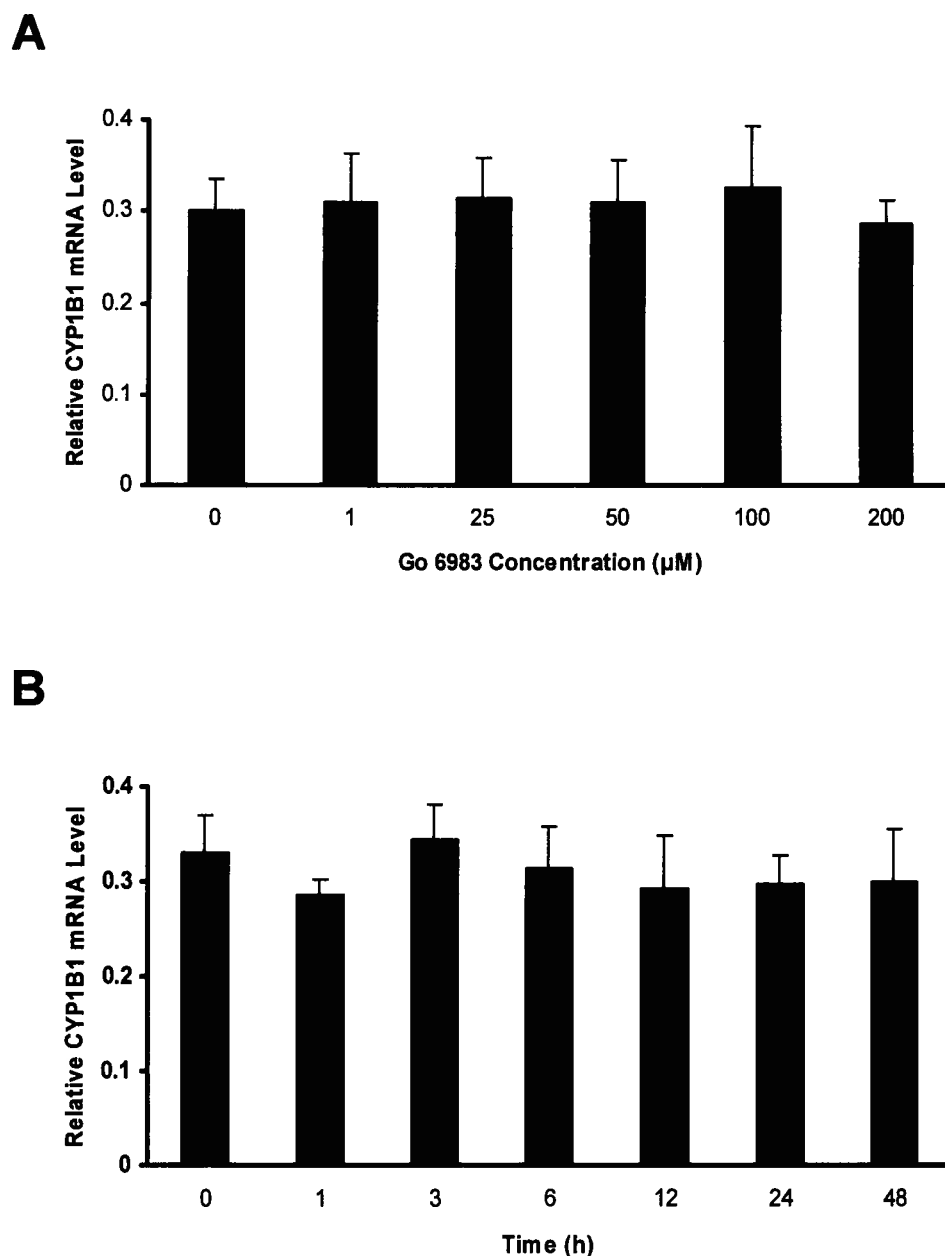 A
Relative CYP1B1 mRNA Level
0.4
0.3
0.2
0.1
0
0 1 25 50 100 200
Go 6983 Concentration (µM)
B
Relative CYP1B1 mRNA Level
0.4
0.3
0.2
0.1
0
0 1 3 6 12 24 48
Time (h)